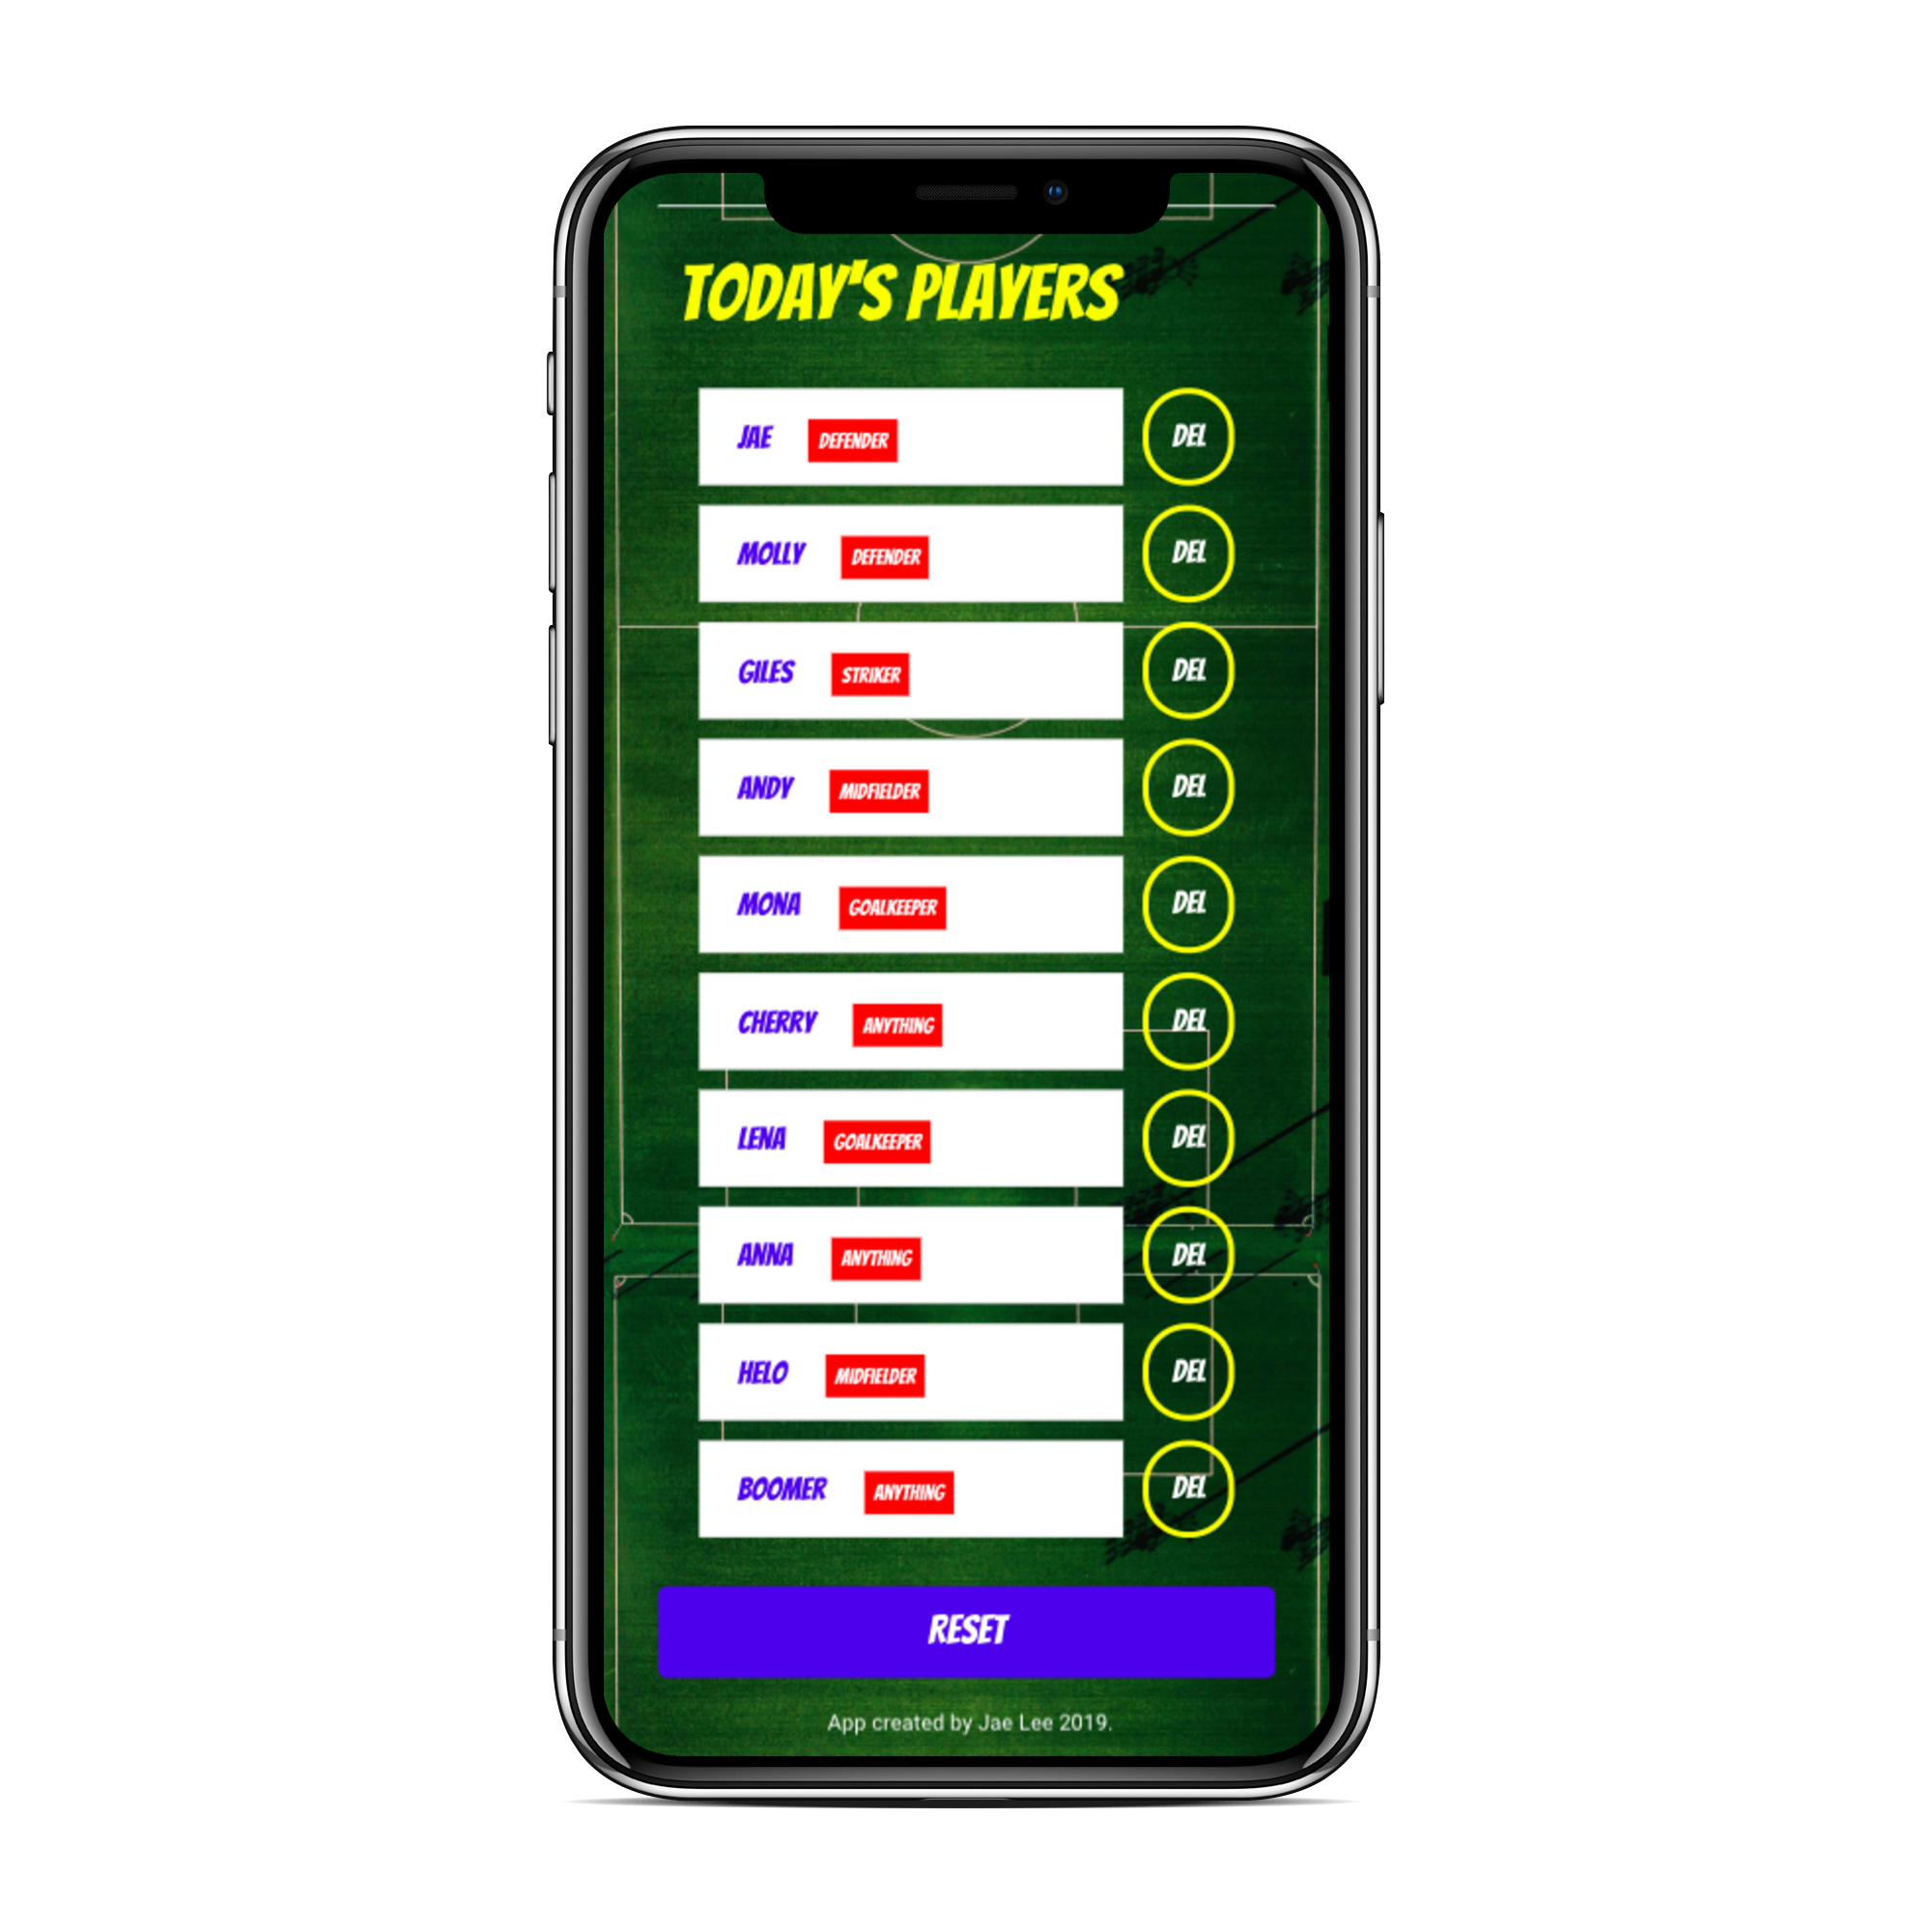 TODAY'S PLAYERS
JAE DEFENDER DEL
MOLLY DEFENDER DEL
GILES STRIKER DEL
ANDY MIDFIELDER DEL
MONA GOALKEEPER DEL
CHERRY ANYTHING DEL
LENA GOALKEEPER DEL
ANNA ANYTHING DEL
HELO MIDFIELDER DEL
BOOMER ANYTHING DEL
RESET
App created by Jae Lee 2019.